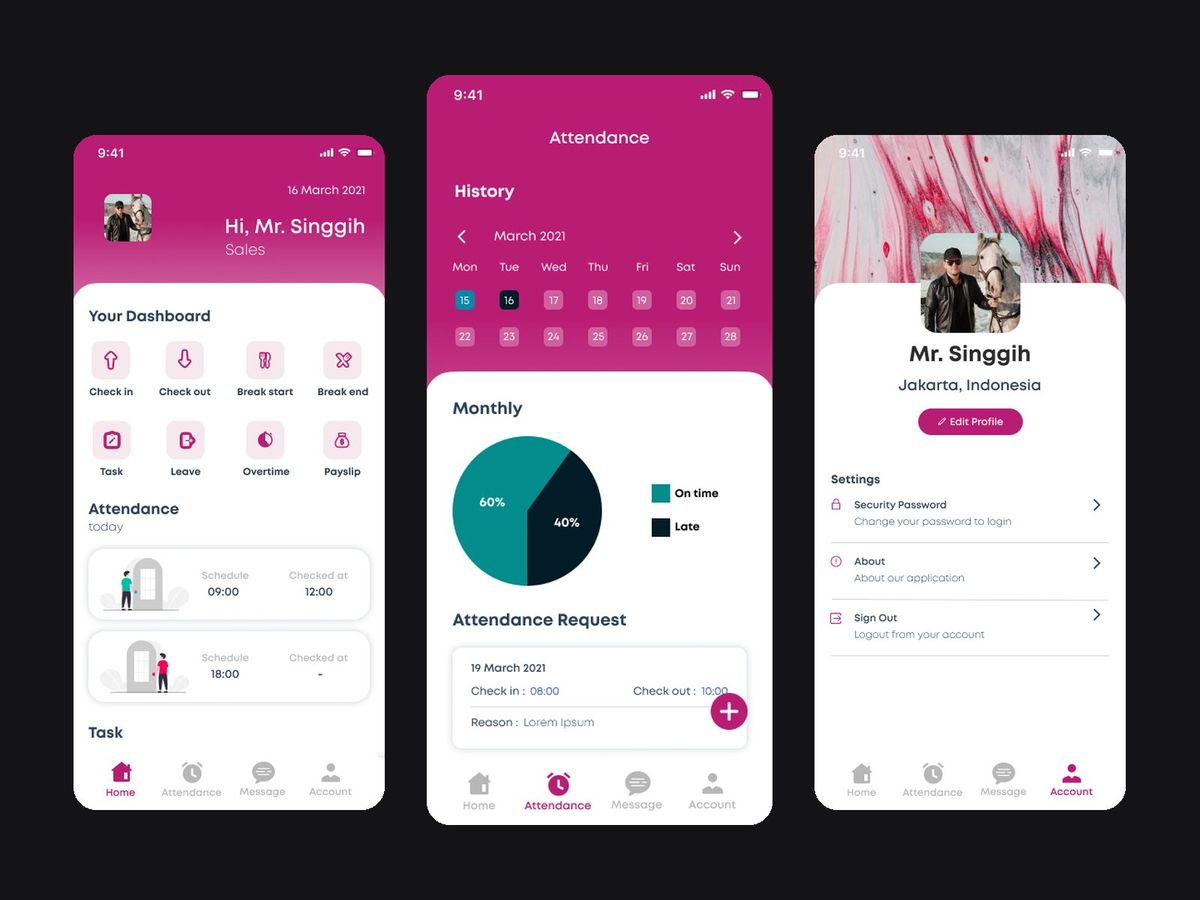 9:41
16 March 2021
Hi, Mr. Singgih
Sales
Your Dashboard
Check in Check out Break start Break end
Task Leave Overtime Payslip
Attendance
today
Schedule Checked at
09:00 12:00
Schedule Checked at
18:00 -
Task
Home Attendance Message Account
9:41
Attendance
History
March 2021
Mon Tue Wed Thu Fri Sat Sun
15 16 17 18 19 20 21
22 23 24 25 26 27 28
Monthly
60%
40%
On time
Late
Attendance Request
19 March 2021
Check in : 08:00 Check out : 10:00
Reason : Lorem Ipsum
Home Attendance Message Account
9:41
Mr. Singgih
Jakarta, Indonesia
Edit Profile
Settings
Security Password
Change your password to login
About
About our application
Sign Out
Logout from your account
Home Attendance Message Account